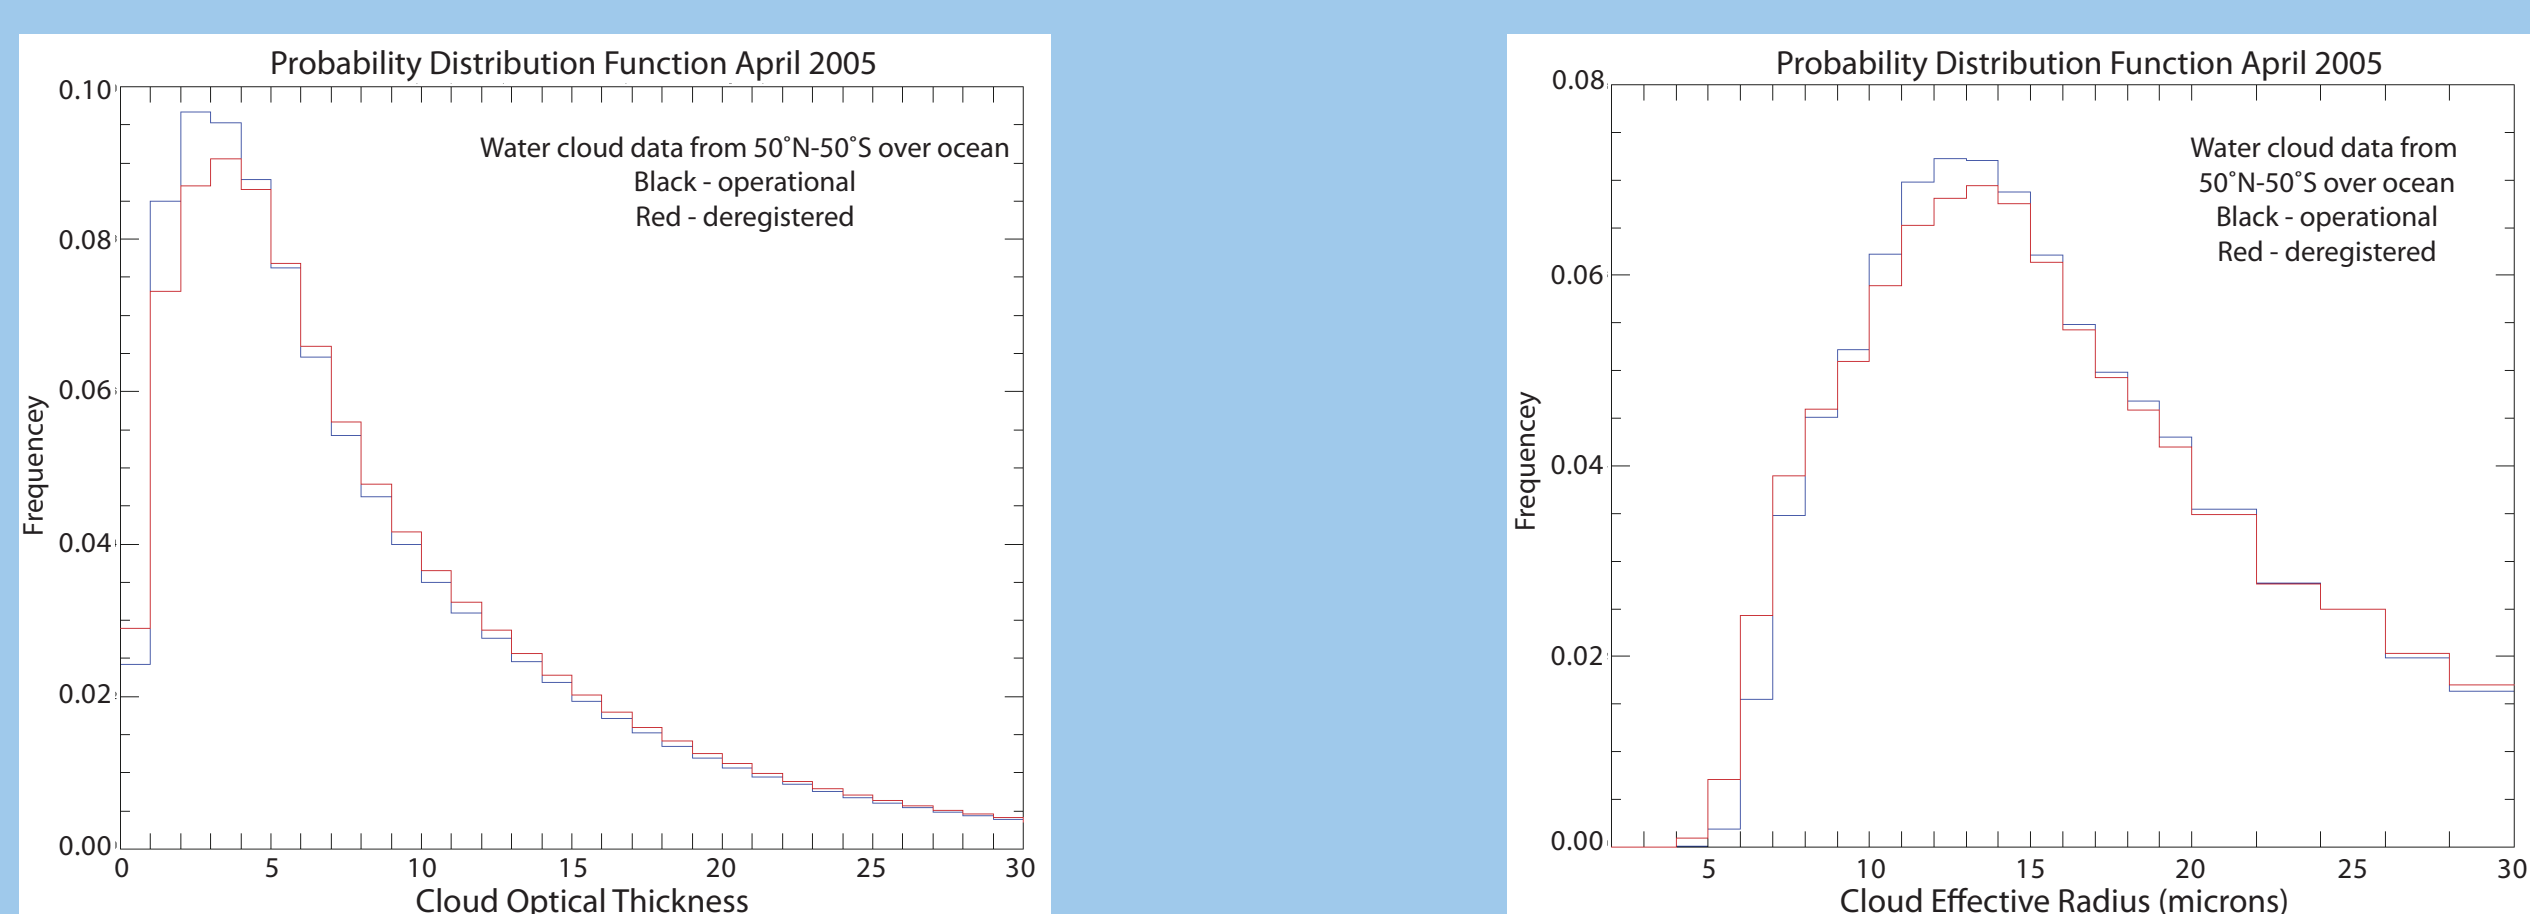 Probability Distribution Function April 2005
0.10
Water cloud data from 50˚N-50˚S over ocean
Black - operational
Red - deregistered
0.08
0.06
Frequencey
0.04
0.02
0.00
0 5 10 15 20 25 30
Cloud Optical Thickness
Probability Distribution Function April 2005
0.08
Water cloud data from
50˚N-50˚S over ocean
Black - operational
Red - deregistered
0.06
Frequencey
0.04
0.02
0.00
5 10 15 20 25 30
Cloud Effective Radius (microns)